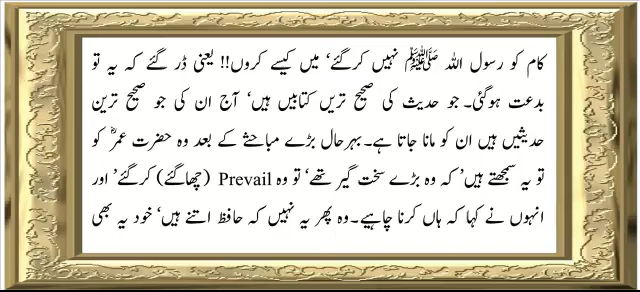 کام کو رسول اللہ ﷺ نہیں کرگئے‘ میں کیسے کروں!! یعنی ڈر گئے کہ یہ تو
بدعت ہوگئی۔ جو حدیث کی صحیح ترین کتابیں ہیں‘ آج ان کی جو صحیح ترین
حدیثیں ہیں ان کو مانا جاتا ہے۔بہرحال بڑے مباحثے کے بعد وہ حضرت عمرؓ کو
تو یہ سمجھتے ہیں’ کہ وہ بڑے سخت گیر تھے‘ تو وہ Prevail (چھاگئے) کرگئے’ اور
انہوں نے کہا کہ ہاں کرنا چاہیے۔وہ پھر یہ نہیں کہ حافظ اتنے ہیں‘ خود یہ بھی